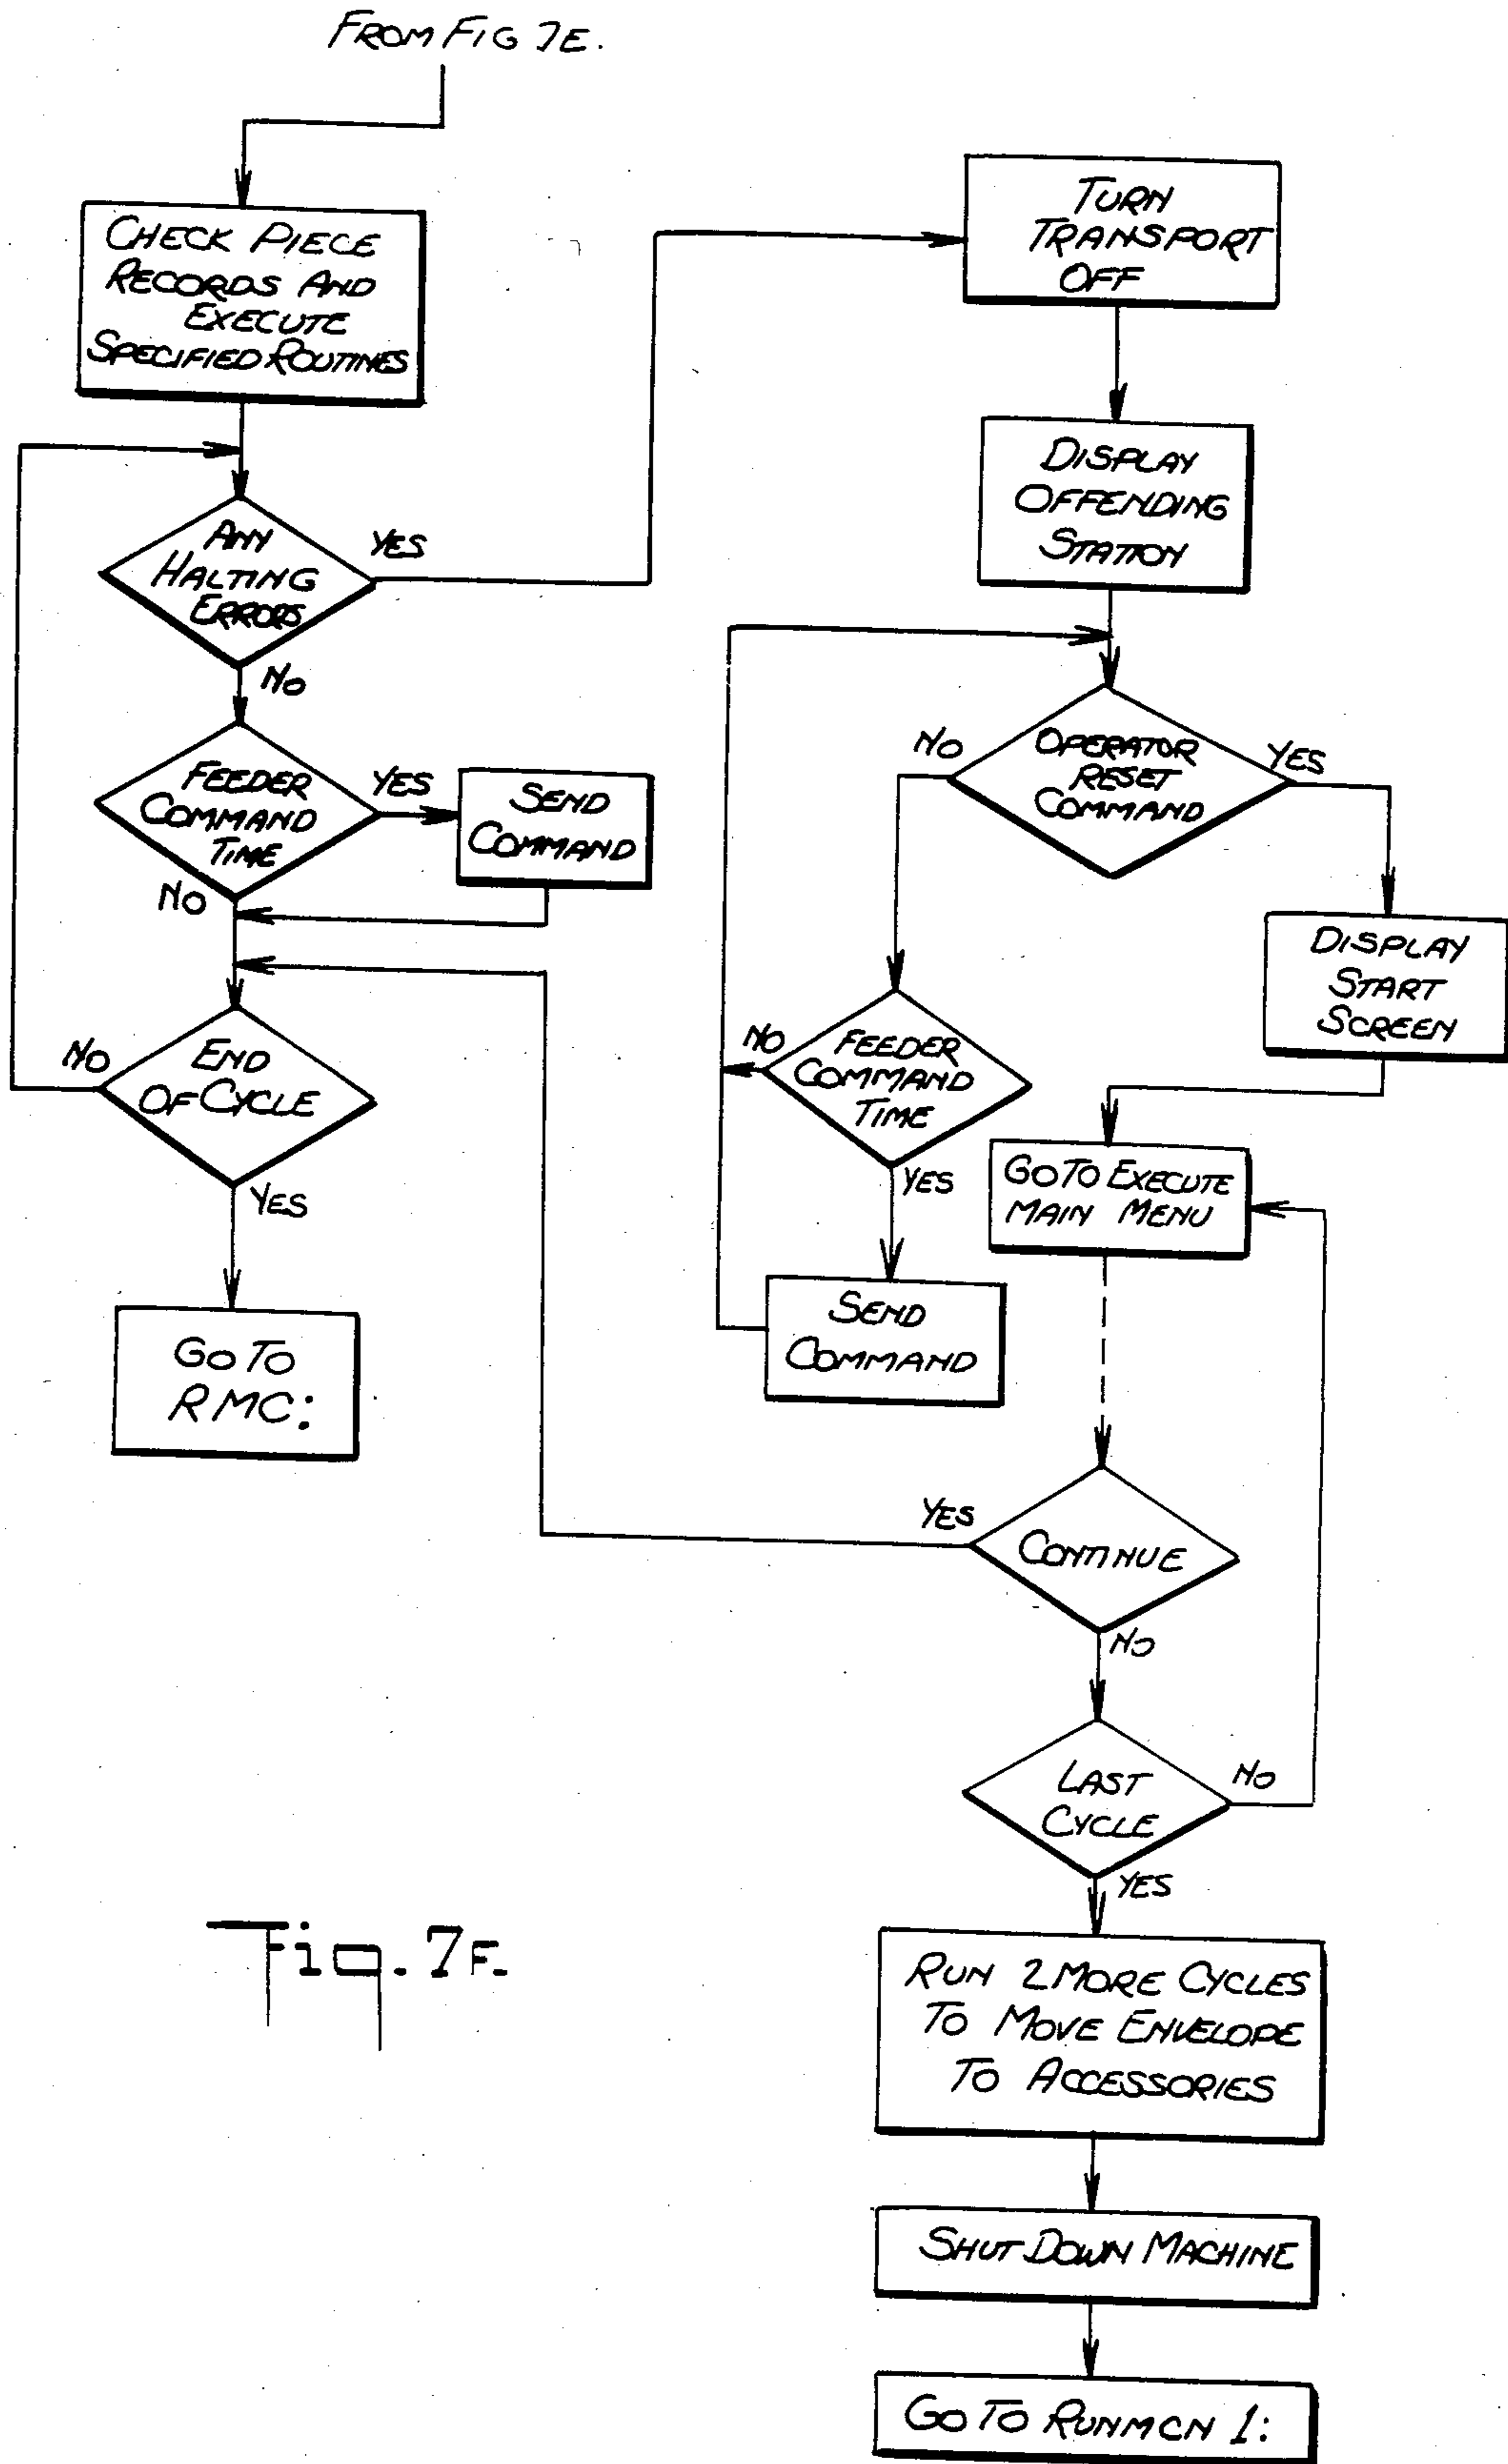 FROM FIG 7E.
CHECK PIECE
RECORDS AND
EXECUTE
SPECIFIED ROUTINES
ANY
HALTING
ERRORS
YES
NO
FEEDER
COMMAND
TIME
YES
NO
SEND
COMMAND
END
OF CYCLE
NO
YES
GO TO
RMC:
TURN
TRANSPORT
OFF
DISPLAY
OFFENDING
STATION
OPERATOR
RESET
COMMAND
NO
YES
DISPLAY
START
SCREEN
FEEDER
COMMAND
TIME
NO
YES
SEND
COMMAND
GO TO EXECUTE
MAIN MENU
CONTINUE
YES
NO
LAST
CYCLE
NO
YES
RUN 2 MORE CYCLES
TO MOVE ENVELOPE
TO ACCESSORIES
SHUT DOWN MACHINE
GO TO RUNMCN 1:
Fig. 7F.